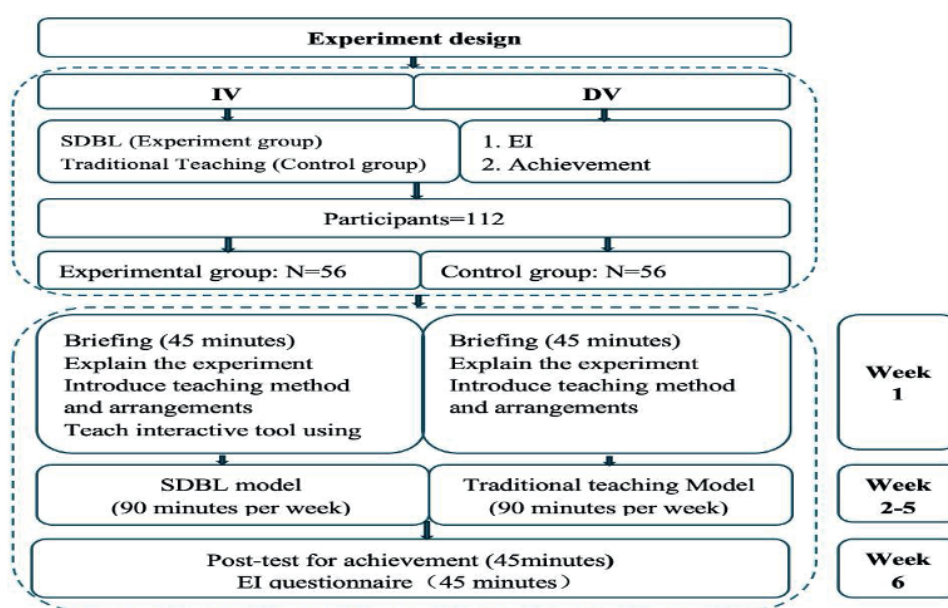 Experiment design
IV
DV
SDBL (Experiment group)
Traditional Teaching (Control group)
1. EI
2. Achievement
Participants=112
Experimental group: N=56
Control group: N=56
Briefing (45 minutes)
Explain the experiment
Introduce teaching method
and arrangements
Teach interactive tool using
Briefing (45 minutes)
Explain the experiment
Introduce teaching method
and arrangements
Week
1
SDBL model
(90 minutes per week)
Traditional teaching Model
(90 minutes per week)
Week
2-5
Post-test for achievement (45minutes)
EI questionnaire（45 minutes）
Week
6